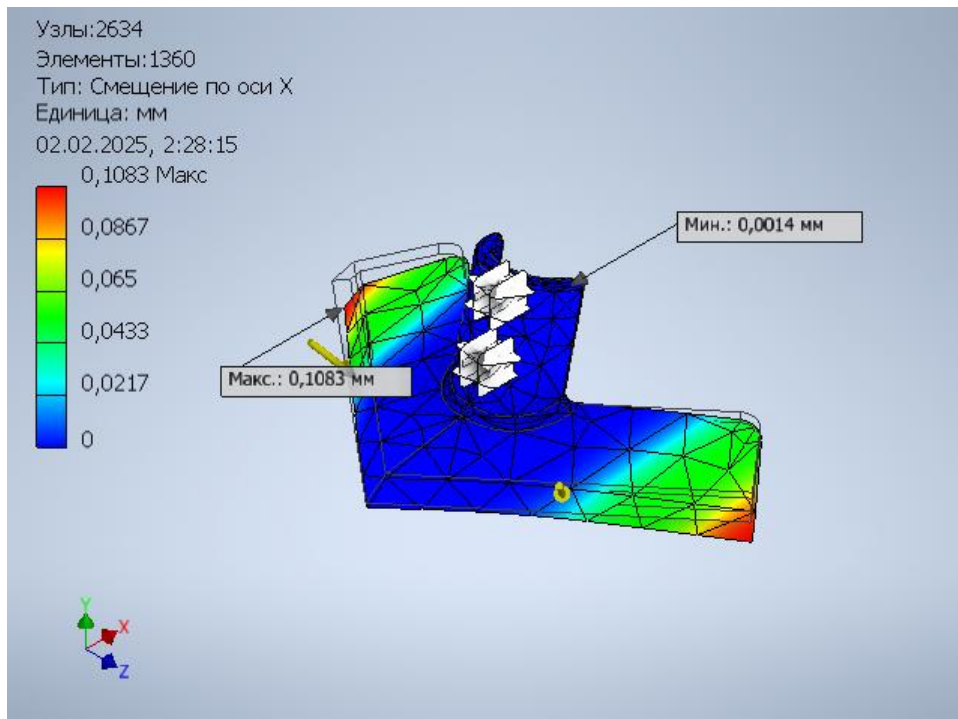 Узлы:2634
Элементы:1360
Тип: Смещение по оси X
Единица: мм
02.02.2025, 2:28:15
0,1083 Макс
0,0867
0,065
0,0433
0,0217
0
Мин.: 0,0014 мм
Макс.: 0,1083 мм
Y
X
Z